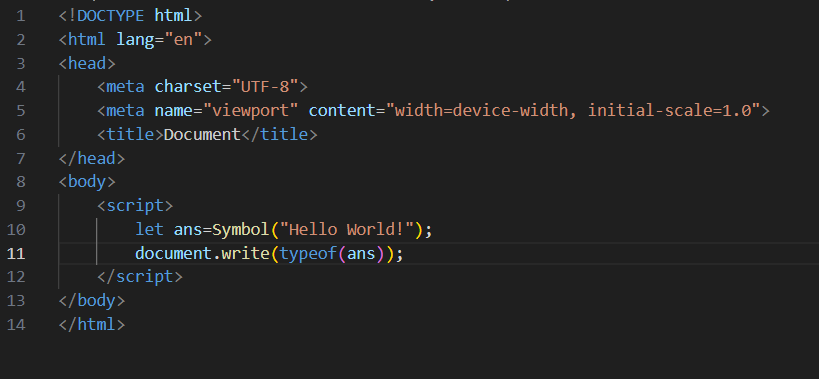 1 <!DOCTYPE html>
2 <html lang="en">
3 <head>
4     <meta charset="UTF-8">
5     <meta name="viewport" content="width=device-width, initial-scale=1.0">
6     <title>Document</title>
7 </head>
8 <body>
9     <script>
10         let ans=Symbol("Hello World!");
11         document.write(typeof(ans));
12     </script>
13 </body>
14 </html>